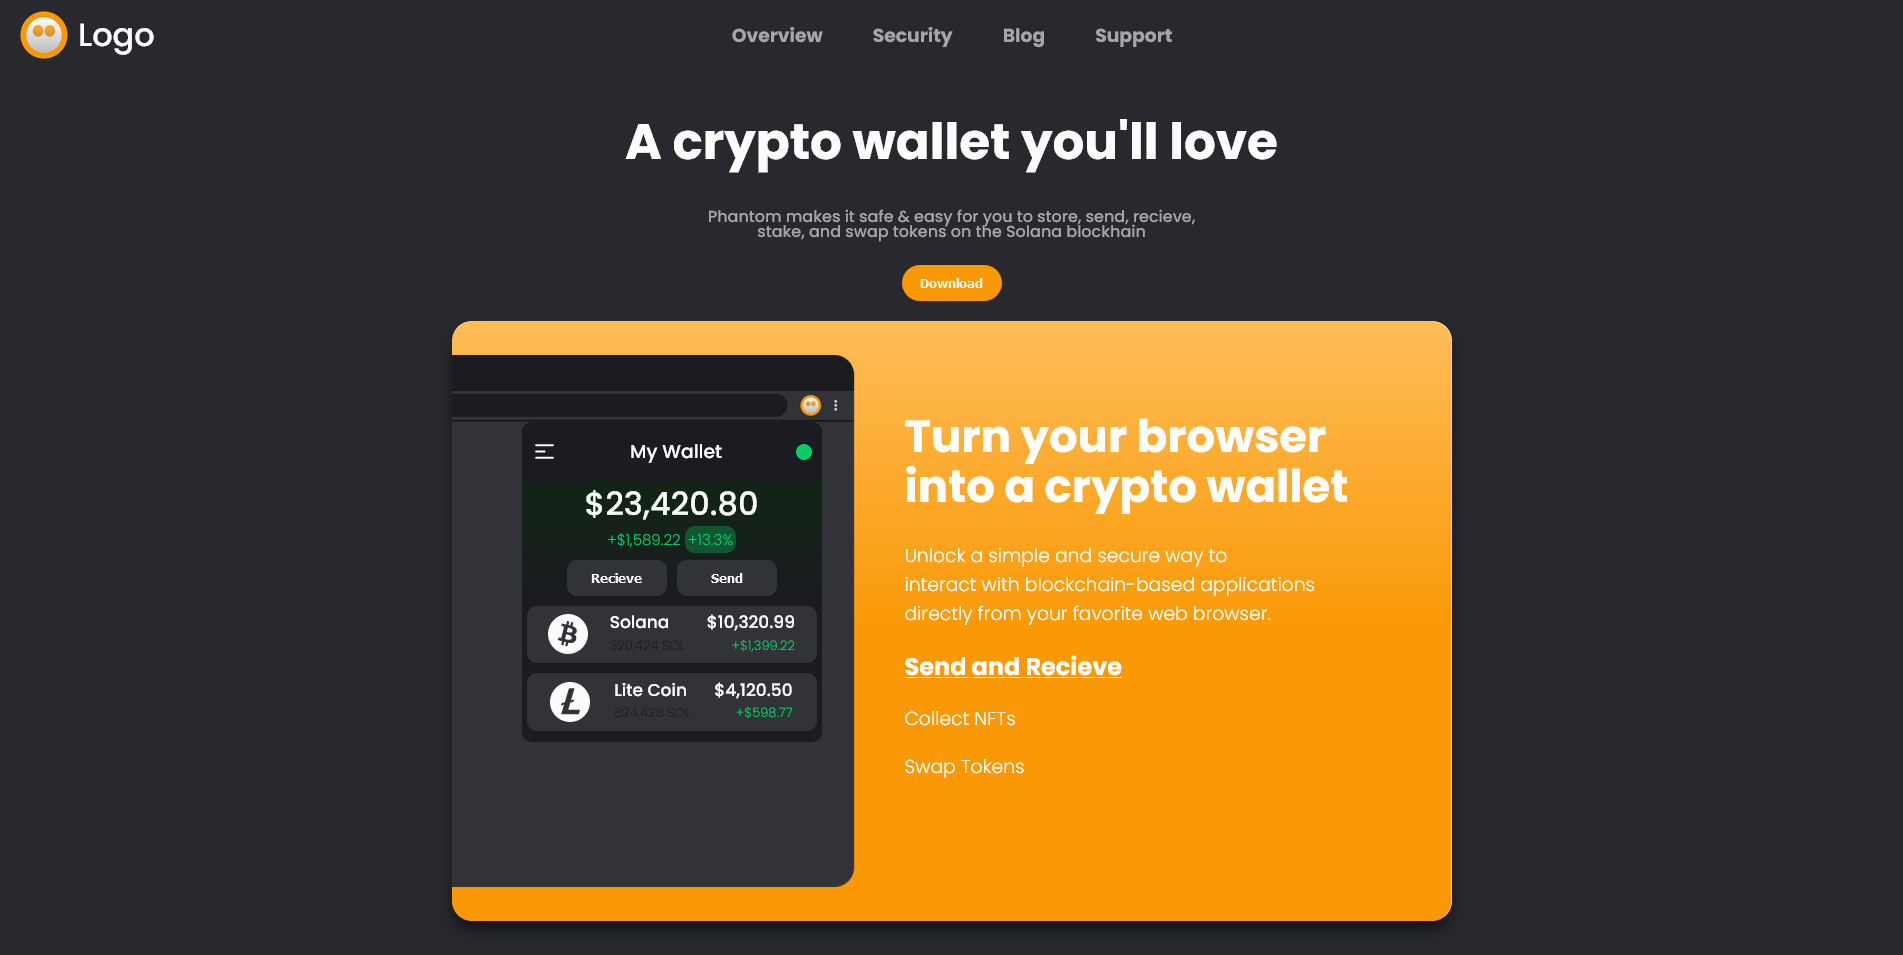 Logo
Overview Security Blog Support
A crypto wallet you'll love
Phantom makes it safe & easy for you to store, send, recieve,
stake, and swap tokens on the Solana blockhain
Download
My Wallet
$23,420.80
+$1,589.22 +13.3%
Recieve Send
Solana $10,320.99
320.424 SOL +$1,399.22
Lite Coin $4,120.50
824.428 SOL +$598.77
Turn your browser
into a crypto wallet
Unlock a simple and secure way to
interact with blockchain-based applications
directly from your favorite web browser.
Send and Recieve
Collect NFTs
Swap Tokens